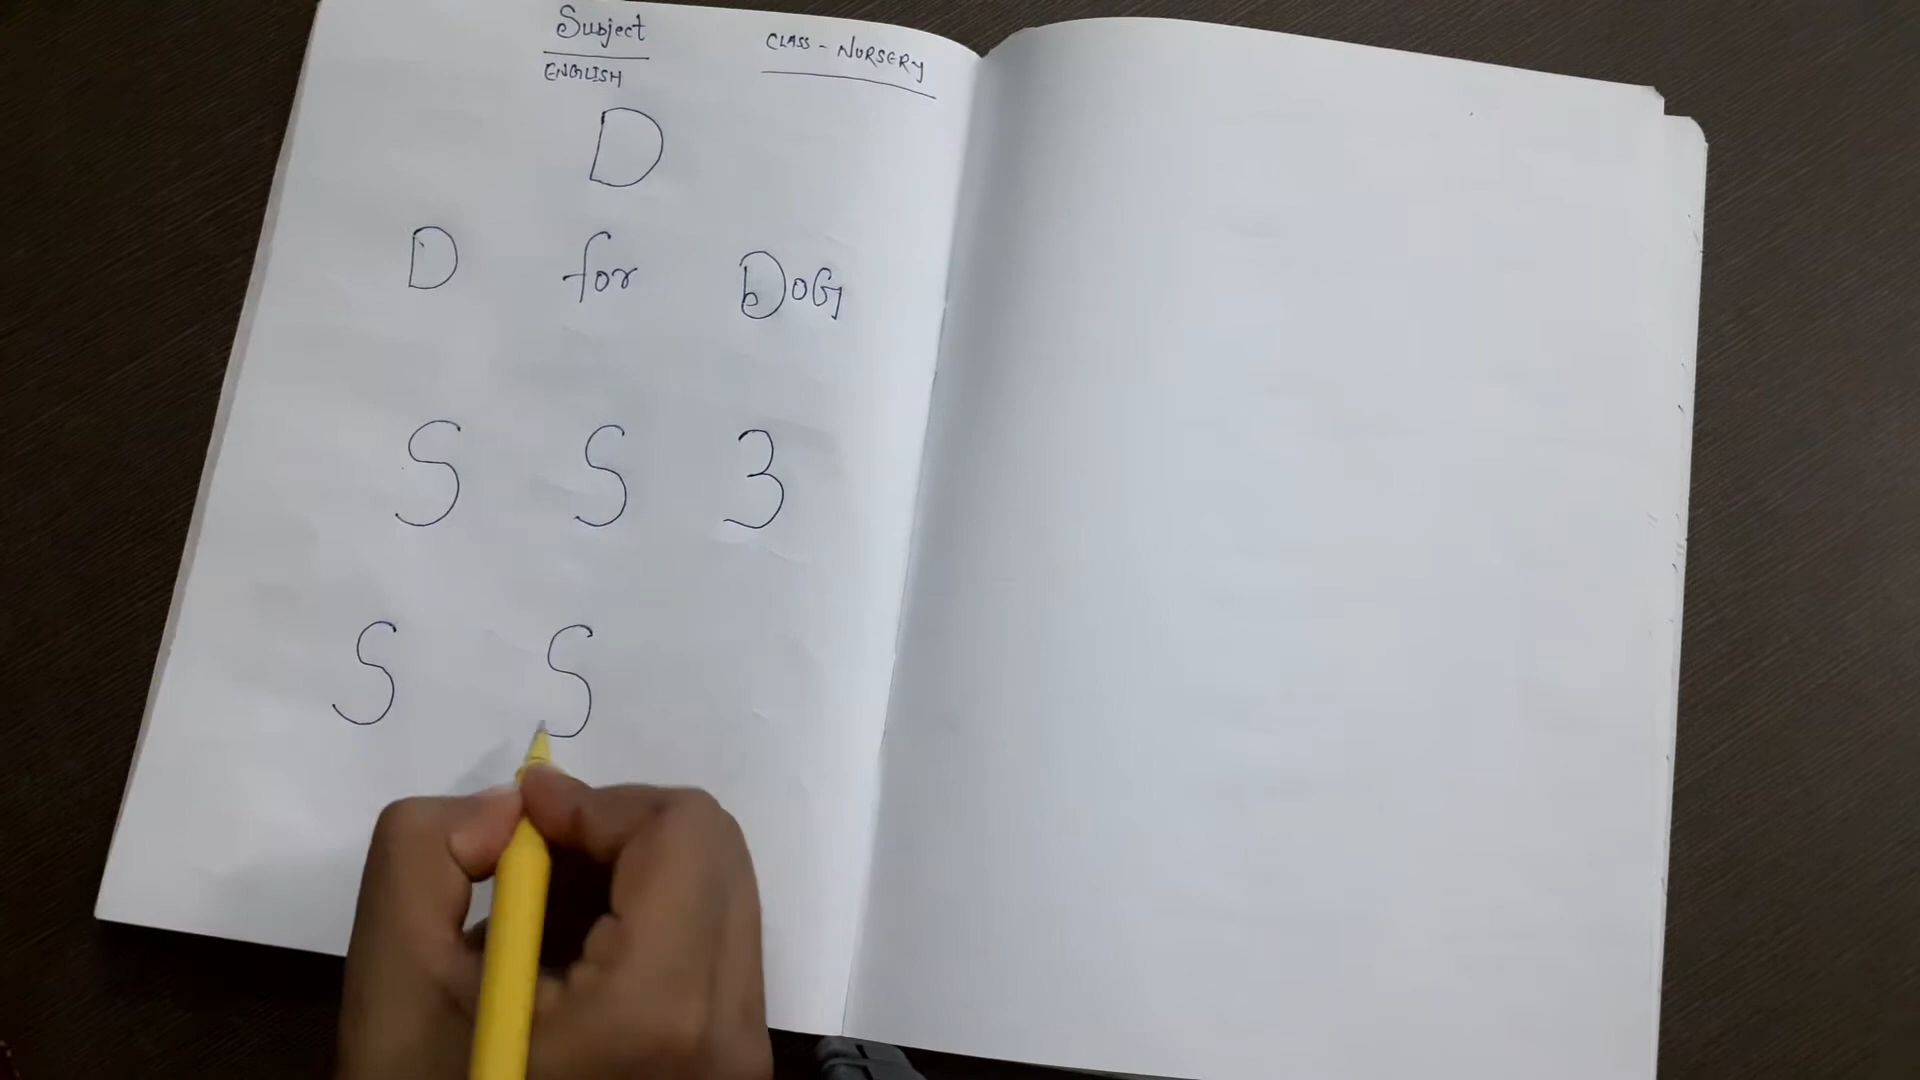 Subject CLASS - NURSERY
ENGLISH
D
D for DOG
S S 3
S S